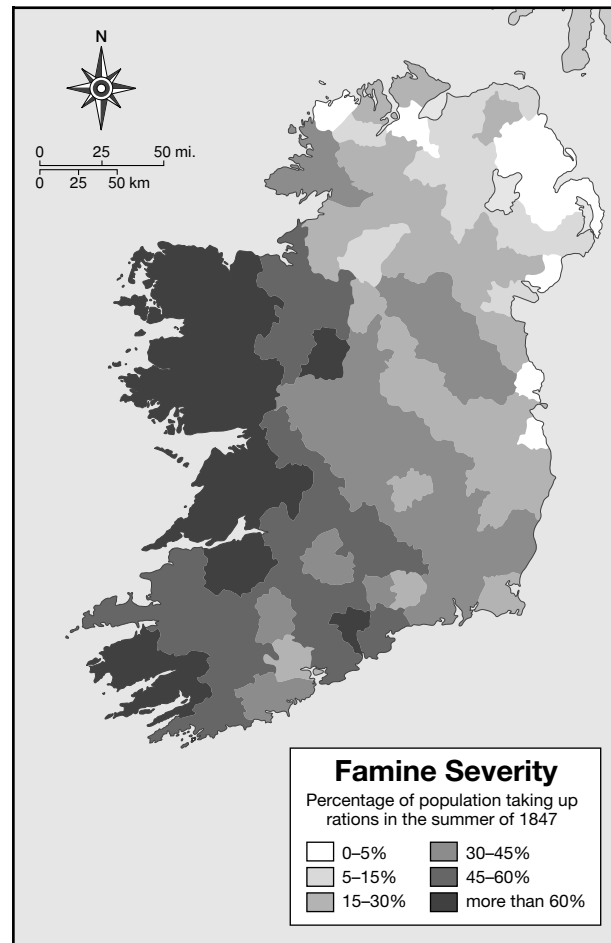 N
0 25 50 mi.
0 25 50 km
Famine Severity
Percentage of population taking up
rations in the summer of 1847
0–5% 30–45%
5–15% 45–60%
15–30% more than 60%